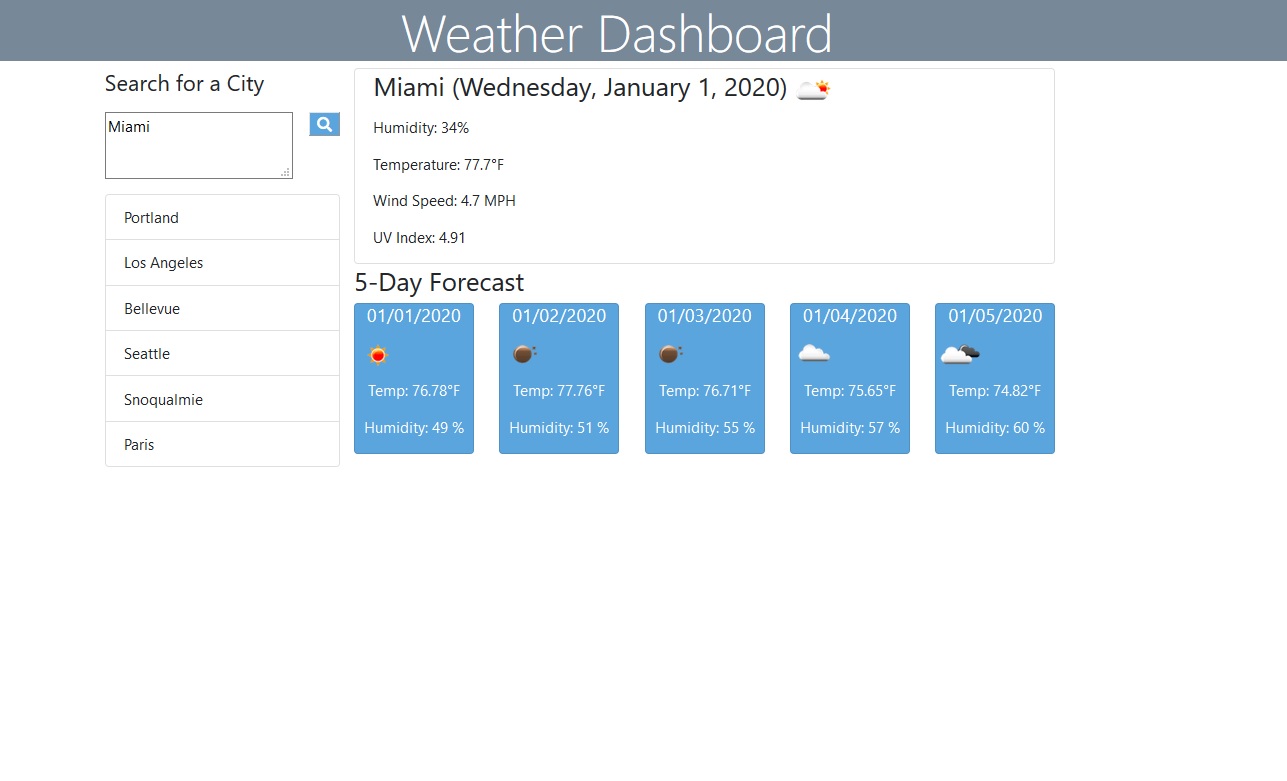 Weather Dashboard
Search for a City
Miami
Portland
Los Angeles
Bellevue
Seattle
Snoqualmie
Paris
Miami (Wednesday, January 1, 2020)
Humidity: 34%
Temperature: 77.7°F
Wind Speed: 4.7 MPH
UV Index: 4.91
5-Day Forecast
01/01/2020
Temp: 76.78°F
Humidity: 49 %
01/02/2020
Temp: 77.76°F
Humidity: 51 %
01/03/2020
Temp: 76.71°F
Humidity: 55 %
01/04/2020
Temp: 75.65°F
Humidity: 57 %
01/05/2020
Temp: 74.82°F
Humidity: 60 %